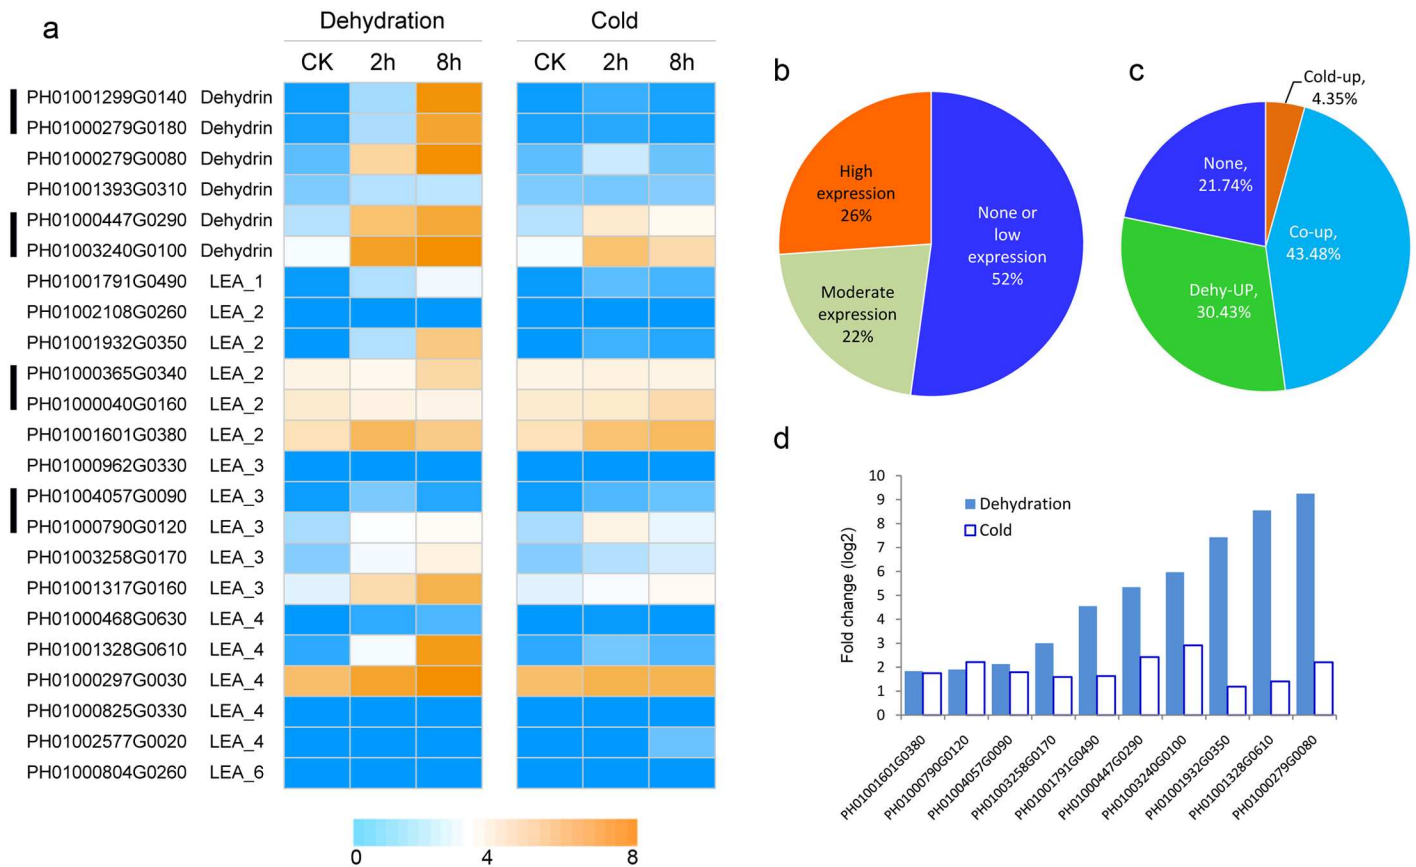 a
Dehydration Cold
CK 2h 8h CK 2h 8h
PH01001299G0140 Dehydrin
PH01000279G0180 Dehydrin
PH01000279G0080 Dehydrin
PH01001393G0310 Dehydrin
PH01000447G0290 Dehydrin
PH01003240G0100 Dehydrin
PH01001791G0490 LEA_1
PH01002108G0260 LEA_2
PH01001932G0350 LEA_2
PH01000365G0340 LEA_2
PH01000040G0160 LEA_2
PH01001601G0380 LEA_2
PH01000962G0330 LEA_3
PH01004057G0090 LEA_3
PH01000790G0120 LEA_3
PH01003258G0170 LEA_3
PH01001317G0160 LEA_3
PH01000468G0630 LEA_4
PH01001328G0610 LEA_4
PH01000297G0030 LEA_4
PH01000825G0330 LEA_4
PH01002577G0020 LEA_4
PH01000804G0260 LEA_6
0 4 8
b
High
expression
26%
None or
low
expression
52%
Moderate
expression
22%
c
Cold-up,
4.35%
None,
21.74%
Co-up,
43.48%
Dehy-UP,
30.43%
d
Fold change (log2)
10
9
8
7
6
5
4
3
2
1
0
Dehydration
Cold
PH01001601G0380
PH01000790G0120
PH01004057G0090
PH01003258G0170
PH01001791G0490
PH01000447G0290
PH01003240G0100
PH01001932G0350
PH01001328G0610
PH01000279G0080